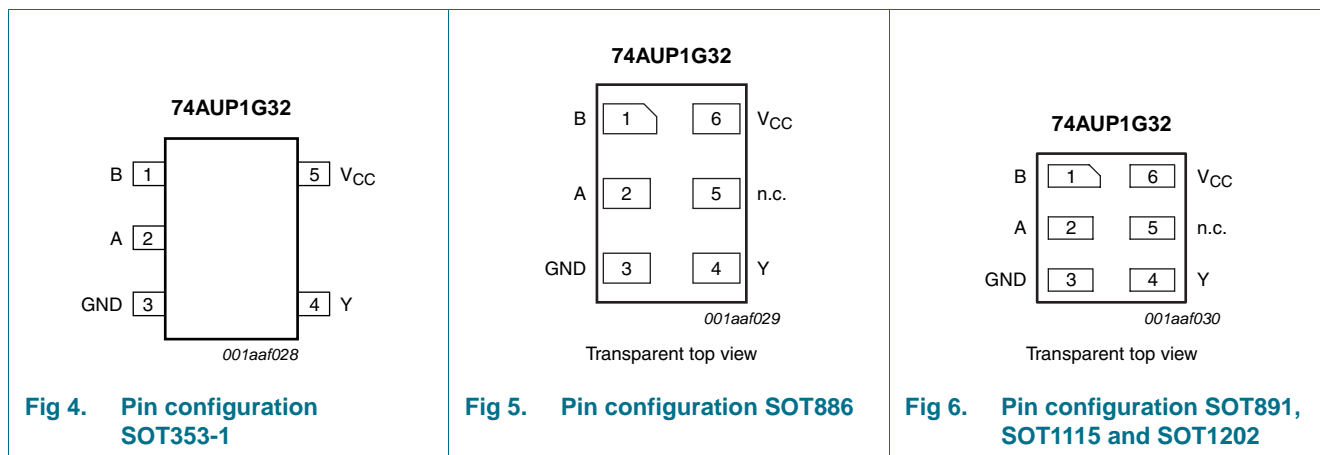 74AUP1G32
B 1 5 VCC
A 2
GND 3 4 Y
001aaf028
Fig 4. Pin configuration
SOT353-1
74AUP1G32
B 1 6 VCC
A 2 5 n.c.
GND 3 4 Y
001aaf029
Transparent top view
Fig 5. Pin configuration SOT886
74AUP1G32
B 1 6 VCC
A 2 5 n.c.
GND 3 4 Y
001aaf030
Transparent top view
Fig 6. Pin configuration SOT891,
SOT1115 and SOT1202